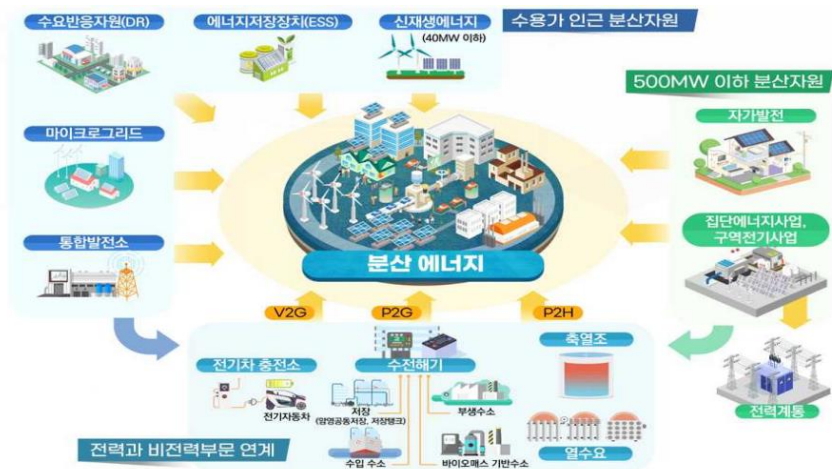 수요반응자원(DR)
에너지저장장치(ESS)
신재생에너지
(40MW 이하)
수용가 인근 분산자원
500MW 이하 분산자원
마이크로그리드
자가발전
통합발전소
집단에너지사업,
구역전기사업
분산 에너지
V2G
P2G
P2H
전기차 충전소
수전해기
축열조
전기자동차
저장
(암염공동저장, 저장탱크)
부생수소
전력계통
수입 수소
바이오매스 기반수소
열수요
전력과 비전력부문 연계